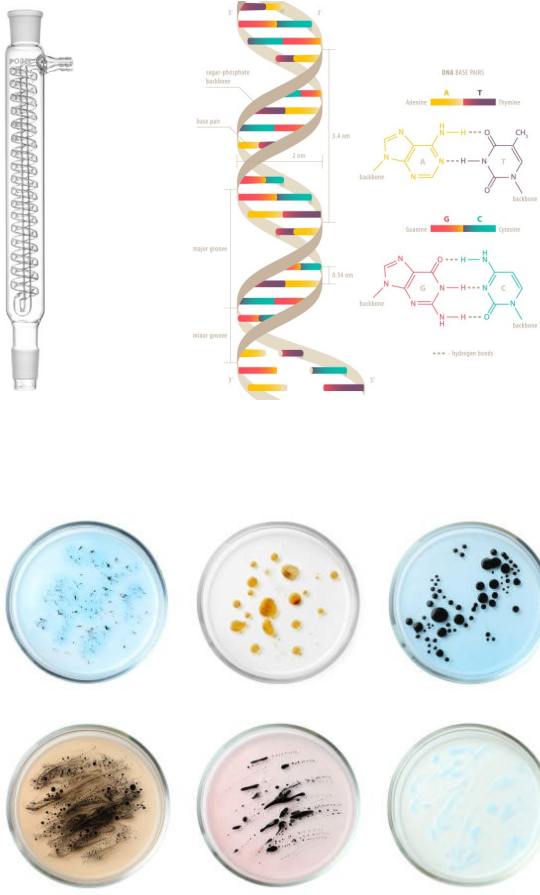 5'
3'
sugar-phosphate
backbone
base pair
3.4 nm
2 nm
major groove
0.34 nm
minor groove
3'
5'
DNA BASE PAIRS
A
T
Adenine
Thymine
N
N
N
N
N
H
H
O
CH3
A
N
H
N
T
N
O
backbone
backbone
G
C
Guanine
Cytosine
N
O
H
N
H
N
G
N
H
N
C
N
N
H
H
O
N
backbone
backbone
- hydrogen bonds